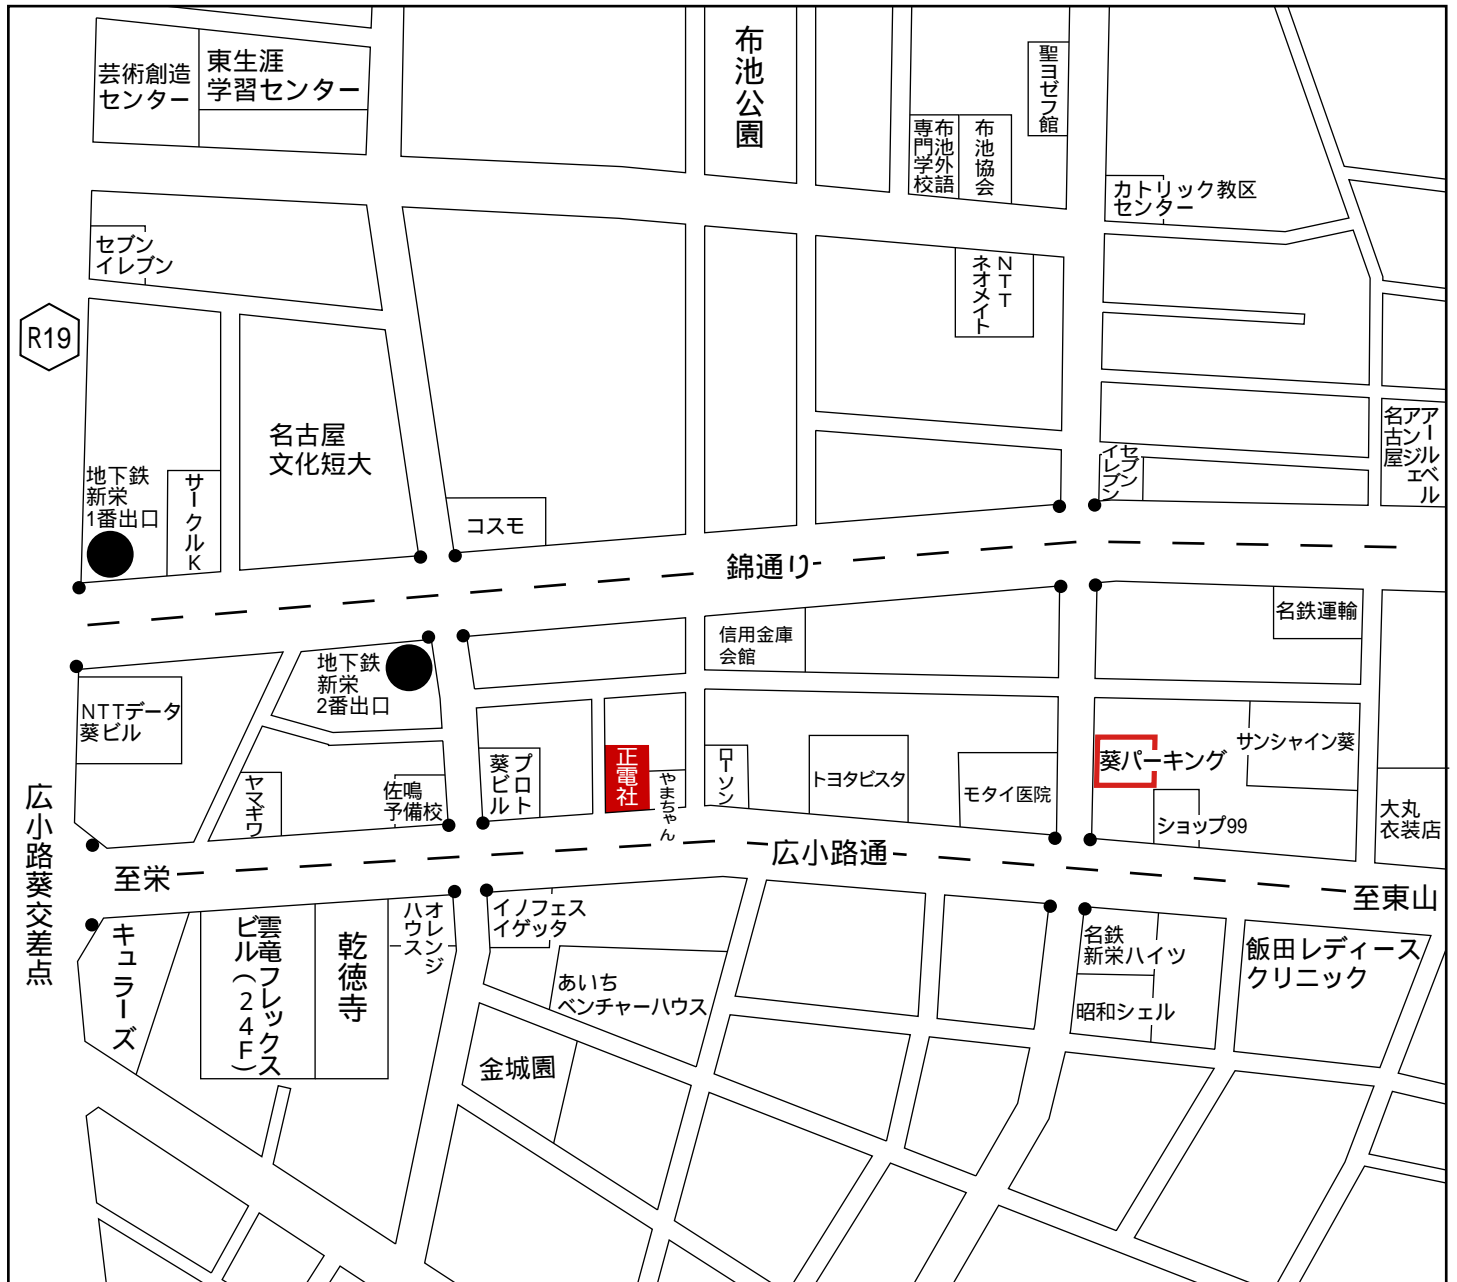 芸術創造
センター
東生涯
学習センター
布池公園
聖ヨゼフ館
布池外語
専門学校
布池協会
カトリック教区
センター
セブン
イレブン
NTT
ネオメイト
R19
名古屋
文化短大
アールベル
アンジェ
名古屋
セブン
イレブン
地下鉄
新栄
1番出口
サークルK
コスモ
錦通り
名鉄運輸
信用金庫
会館
地下鉄
新栄
2番出口
NTTデータ
葵ビル
プロト
葵ビル
正電社
やまちゃん
ローソン
トヨタビスタ
モタイ医院
葵パーキング
サンシャイン葵
ショップ99
大丸
衣装店
ヤマギワ
佐鳴
予備校
広小路葵交差点
至栄
広小路通
至東山
キュラーズ
雲竜フレックス
ビル(24F)
乾徳寺
オレンジ
ハウス
イノフェス
イゲッタ
あいち
ベンチャーハウス
名鉄
新栄ハイツ
昭和シェル
飯田レディース
クリニック
金城園